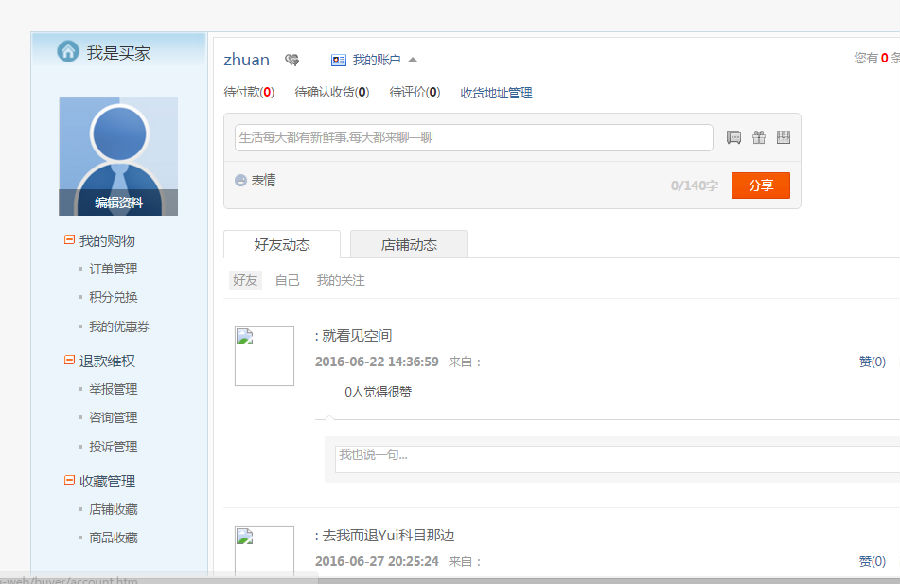 我是买家
编辑资料
我的购物
订单管理
积分兑换
我的优惠券
退款维权
举报管理
咨询管理
投诉管理
收藏管理
店铺收藏
商品收藏
zhuan 我的账户
您有 0 条
待付款(0) 待确认收货(0) 待评价(0) 收货地址管理
生活每天都有新鲜事,每天都来聊一聊
表情 0/140字 分享
好友动态 店铺动态
好友 自己 我的关注
: 就看见空间
2016-06-22 14:36:59 来自 :
赞(0)
0人觉得很赞
我也说一句...
: 去我而退YuI科目那边
2016-06-27 20:25:24 来自 :
赞(0)
-web/buyer/account.htm